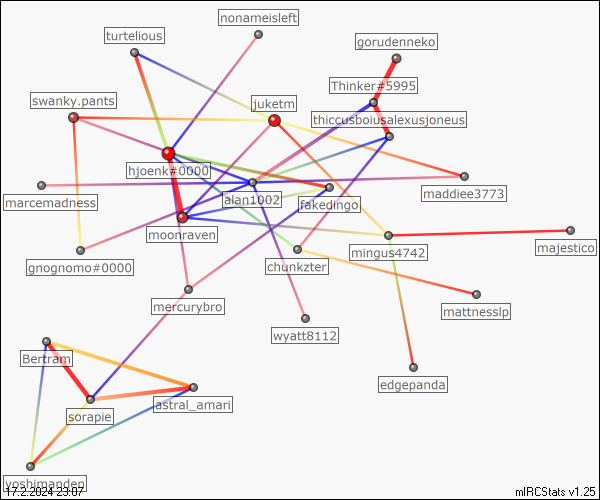 nonameisleft
turtelious
gorudenneko
Thinker#5995
swanky.pants
juketm
thiccusboiusalexusjoneus
hjoenk#0000
maddiee3773
alan1002
marcemadness
fakedingo
moonraven
majestico
mingus4742
gnognomo#0000
chunkzter
mercurybro
mattnesslp
wyatt8112
Bertram
edgepanda
astral_amari
sorapie
yoshimanden
17.2.2024 23:07
mIRCStats v1.25